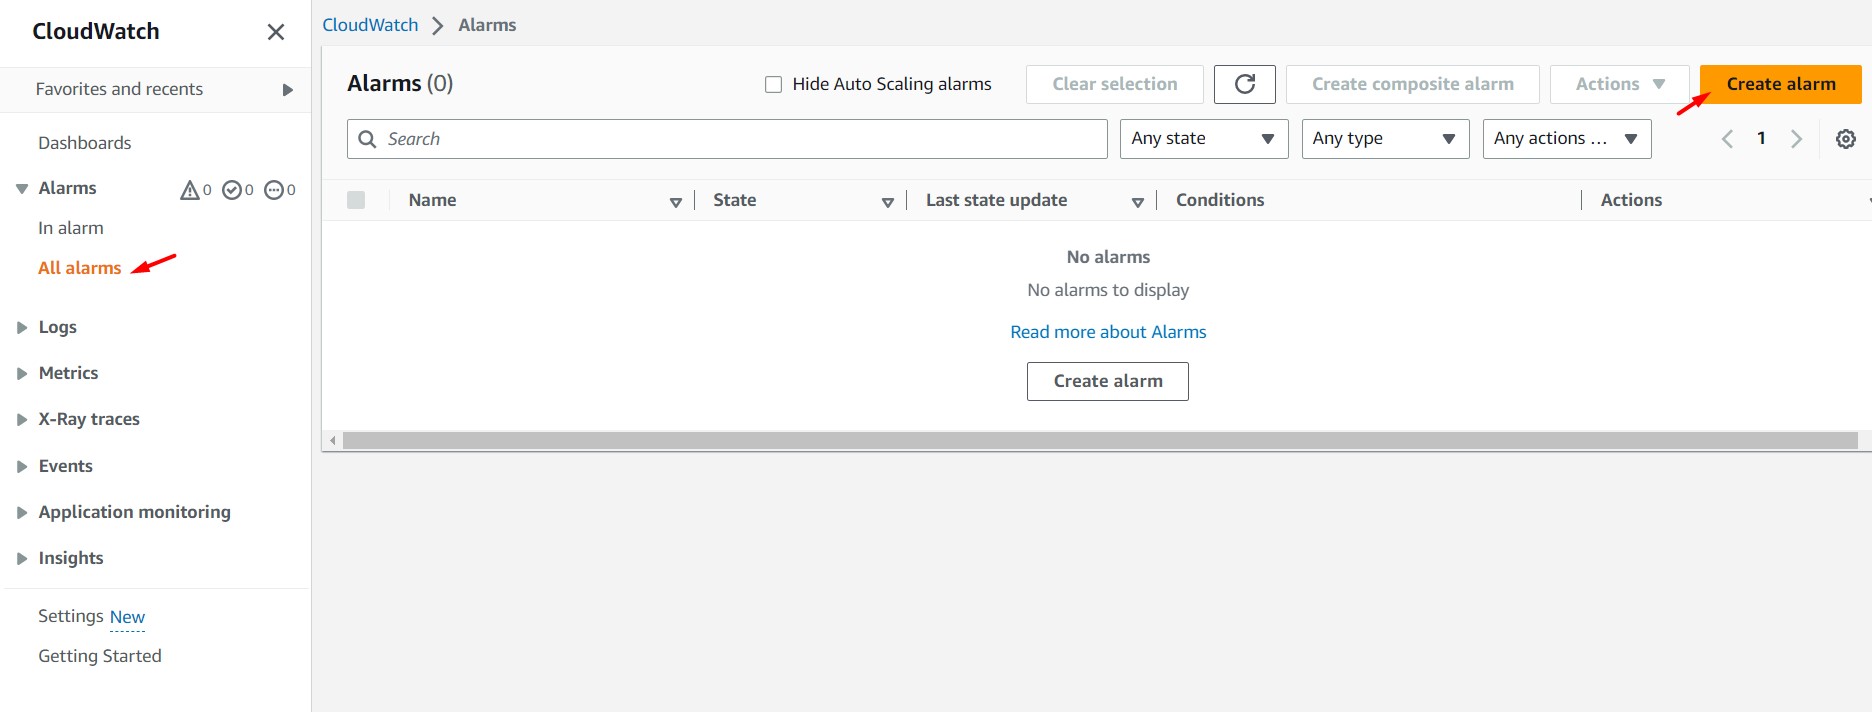 CloudWatch
Favorites and recents
Dashboards
Alarms 0 0 0
In alarm
All alarms
Logs
Metrics
X-Ray traces
Events
Application monitoring
Insights
Settings New
Getting Started
CloudWatch > Alarms
Alarms (0) Hide Auto Scaling alarms Clear selection Create composite alarm Actions Create alarm
Search Any state Any type Any actions ... 1
Name State Last state update Conditions Actions
No alarms
No alarms to display
Read more about Alarms
Create alarm